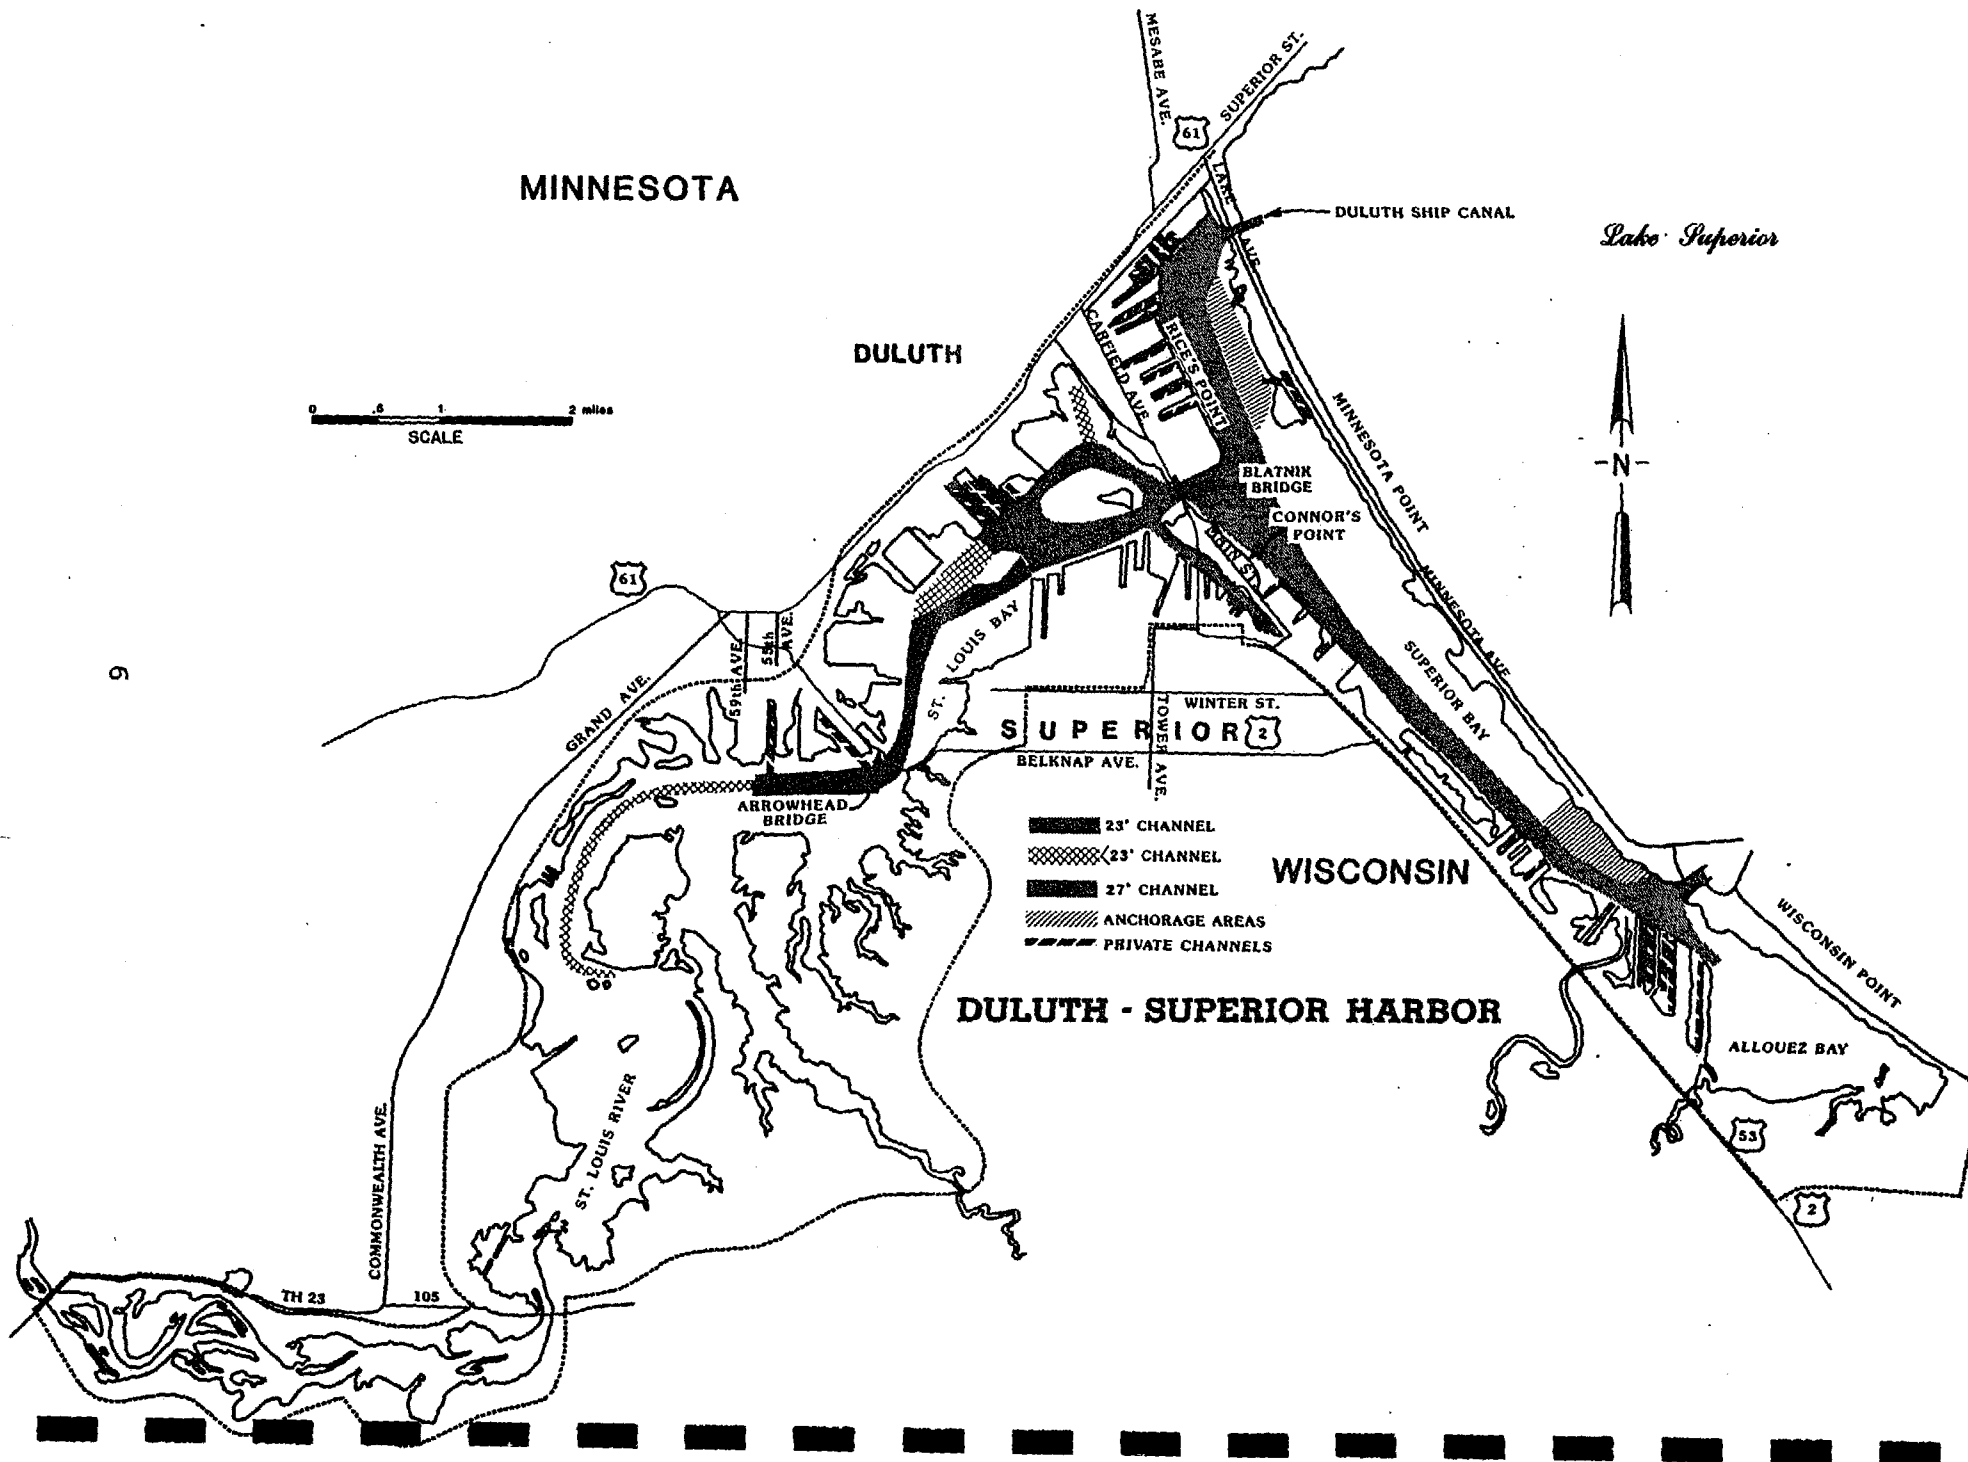 MESABE AVE.
SUPERIOR ST.
61
LAKE AVE.
MINNESOTA
DULUTH SHIP CANAL
Lake Superior
DULUTH
GARFIELD AVE.
RICE'S POINT
MINNESOTA POINT
0 .5 1 2 miles
SCALE
N
BLATNIK
BRIDGE
CONNOR'S
POINT
MAIN ST.
61
MINNESOTA AVE
6
55th AVE.
59th AVE.
GRAND AVE.
ST. LOUIS BAY
SUPERIOR BAY
WINTER ST.
TOWER AVE.
SUPERIOR
2
BELKNAP AVE.
ARROWHEAD
BRIDGE
23' CHANNEL
<23' CHANNEL
27' CHANNEL
ANCHORAGE AREAS
PRIVATE CHANNELS
WISCONSIN
WISCONSIN POINT
DULUTH - SUPERIOR HARBOR
ALLOUEZ BAY
ST. LOUIS RIVER
COMMONWEALTH AVE.
53
2
TH 23
105